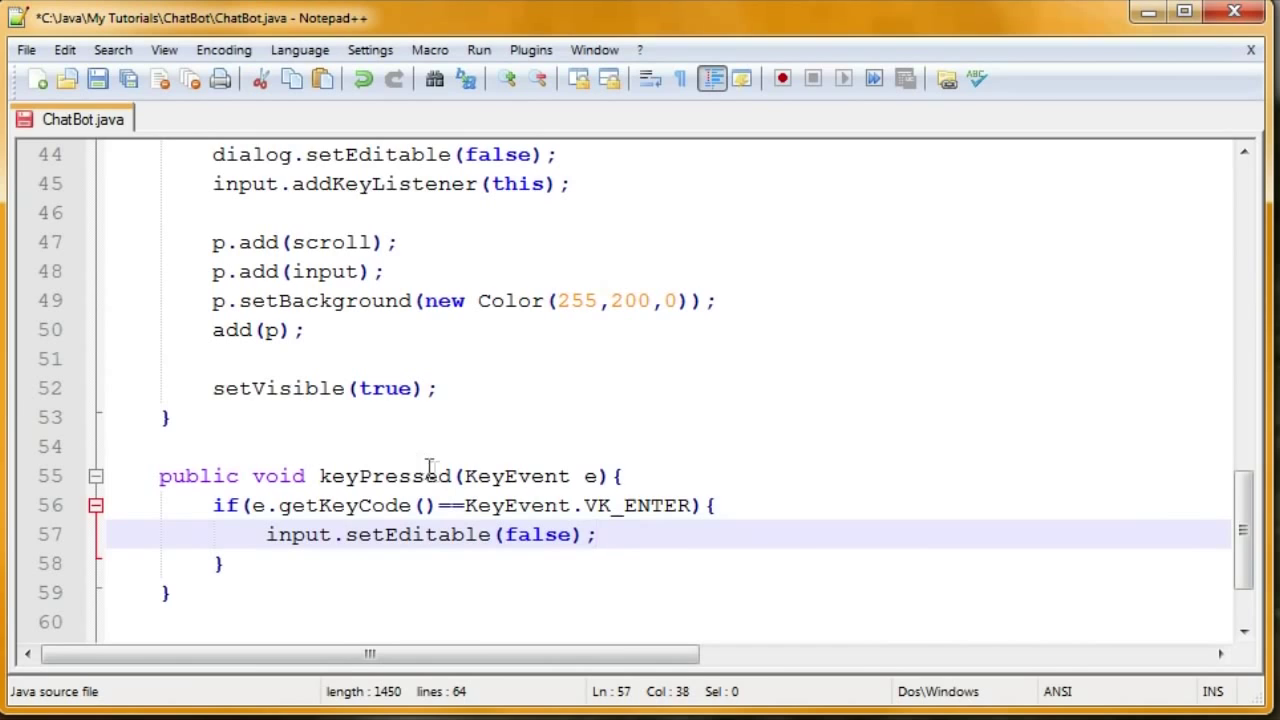 *C:\Java\My Tutorials\ChatBot\ChatBot.java - Notepad++
File Edit Search View Encoding Language Settings Macro Run Plugins Window ? X
ABC
ChatBot.java
44 dialog.setEditable(false);
45 input.addKeyListener(this);
46
47 p.add(scroll);
48 p.add(input);
49 p.setBackground(new Color(255,200,0));
50 add(p);
51
52 setVisible(true);
53 }
54
55 public void keyPressed(KeyEvent e){
56 if(e.getKeyCode()==KeyEvent.VK_ENTER){
57 input.setEditable(false);
58 }
59 }
60
Java source file length : 1450 lines : 64 Ln : 57 Col : 38 Sel : 0 Dos\Windows ANSI INS